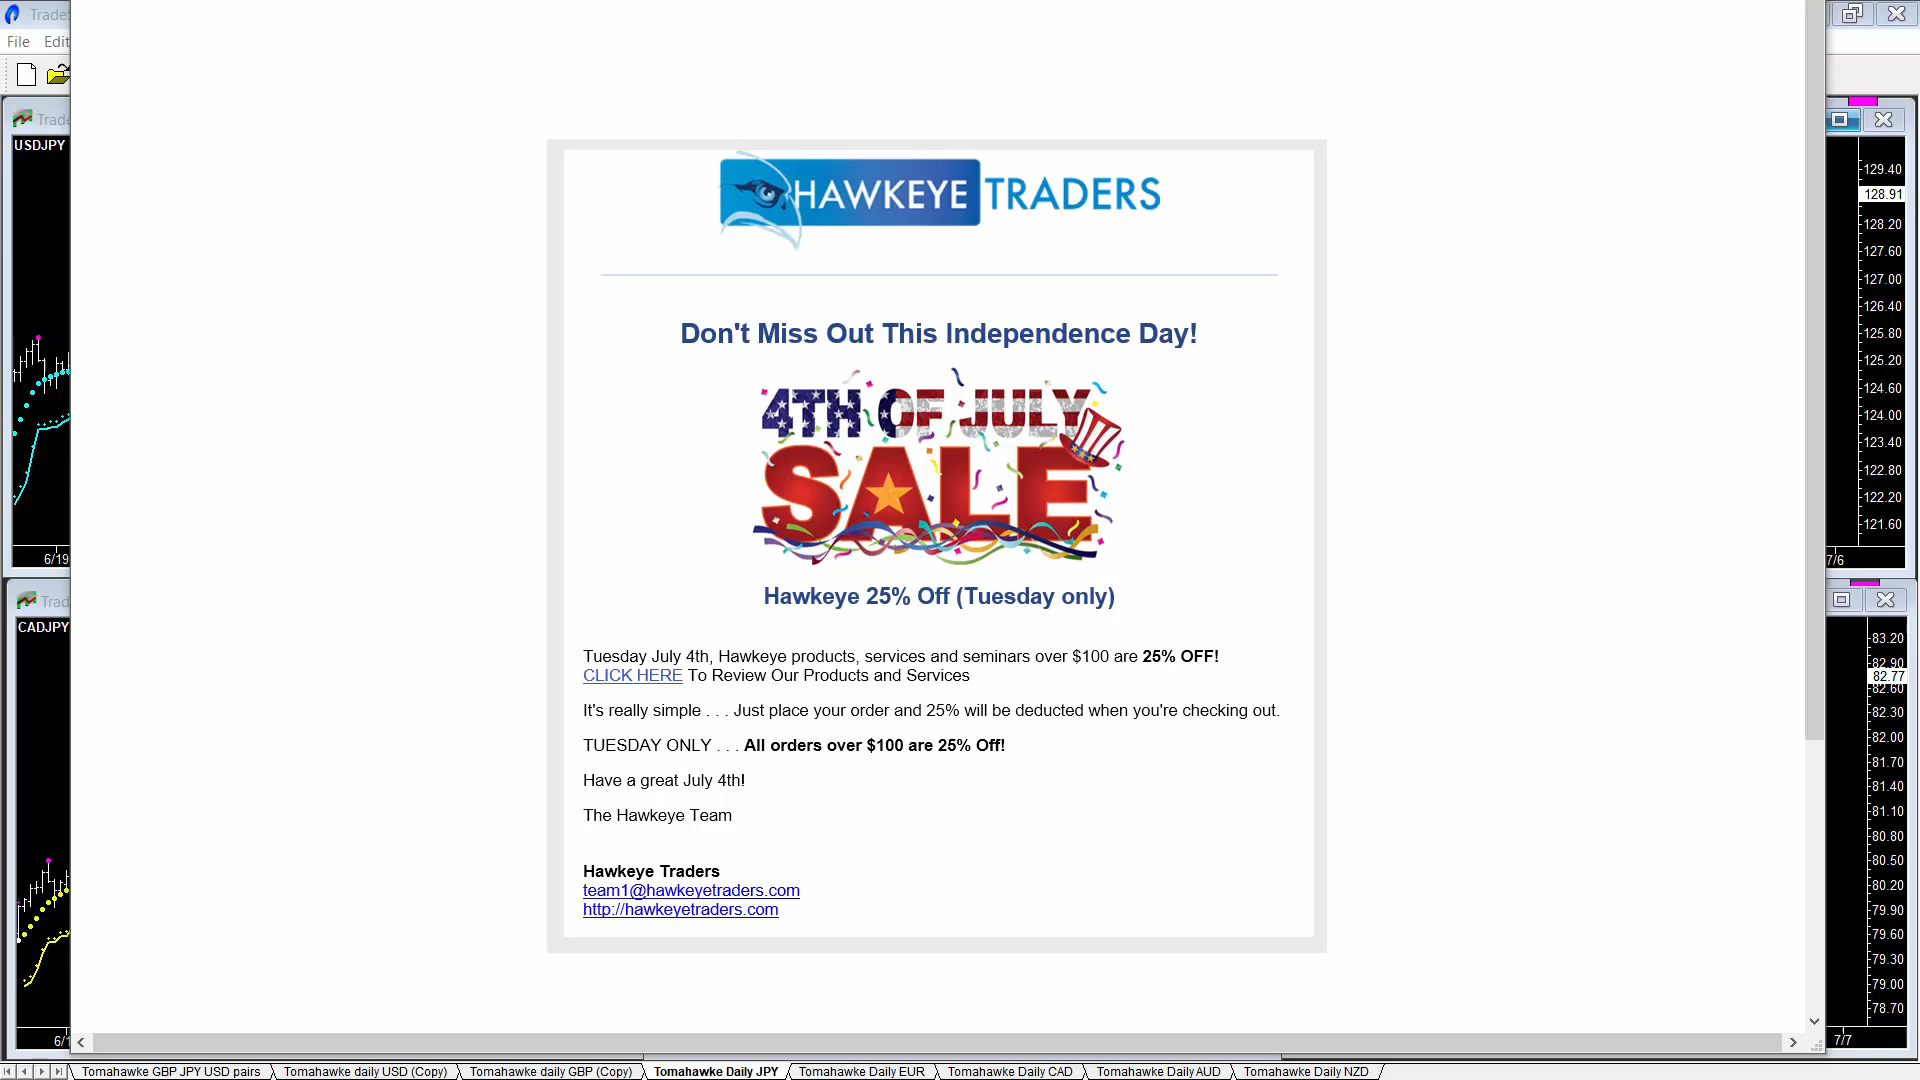 File Edit
USDJPY
129.40
128.91
128.20
127.60
127.00
126.40
125.80
125.20
124.60
124.00
123.40
122.80
122.20
121.60
6/19
7/6
HAWKEYE TRADERS
Don't Miss Out This Independence Day!
4TH OF JULY
SALE
Hawkeye 25% Off (Tuesday only)
Tuesday July 4th, Hawkeye products, services and seminars over $100 are 25% OFF!
CLICK HERE To Review Our Products and Services
It's really simple . . . Just place your order and 25% will be deducted when you're checking out.
TUESDAY ONLY . . . All orders over $100 are 25% Off!
Have a great July 4th!
The Hawkeye Team
Hawkeye Traders
team1@hawkeyetraders.com
http://hawkeyetraders.com
CADJPY
83.20
82.90
82.77
82.60
82.30
82.00
81.70
81.40
81.10
80.80
80.50
80.20
79.90
79.60
79.30
79.00
78.70
7/7
Tomahawke GBP JPY USD pairs
Tomahawke daily USD (Copy)
Tomahawke daily GBP (Copy)
Tomahawke Daily JPY
Tomahawke Daily EUR
Tomahawke Daily CAD
Tomahawke Daily AUD
Tomahawke Daily NZD